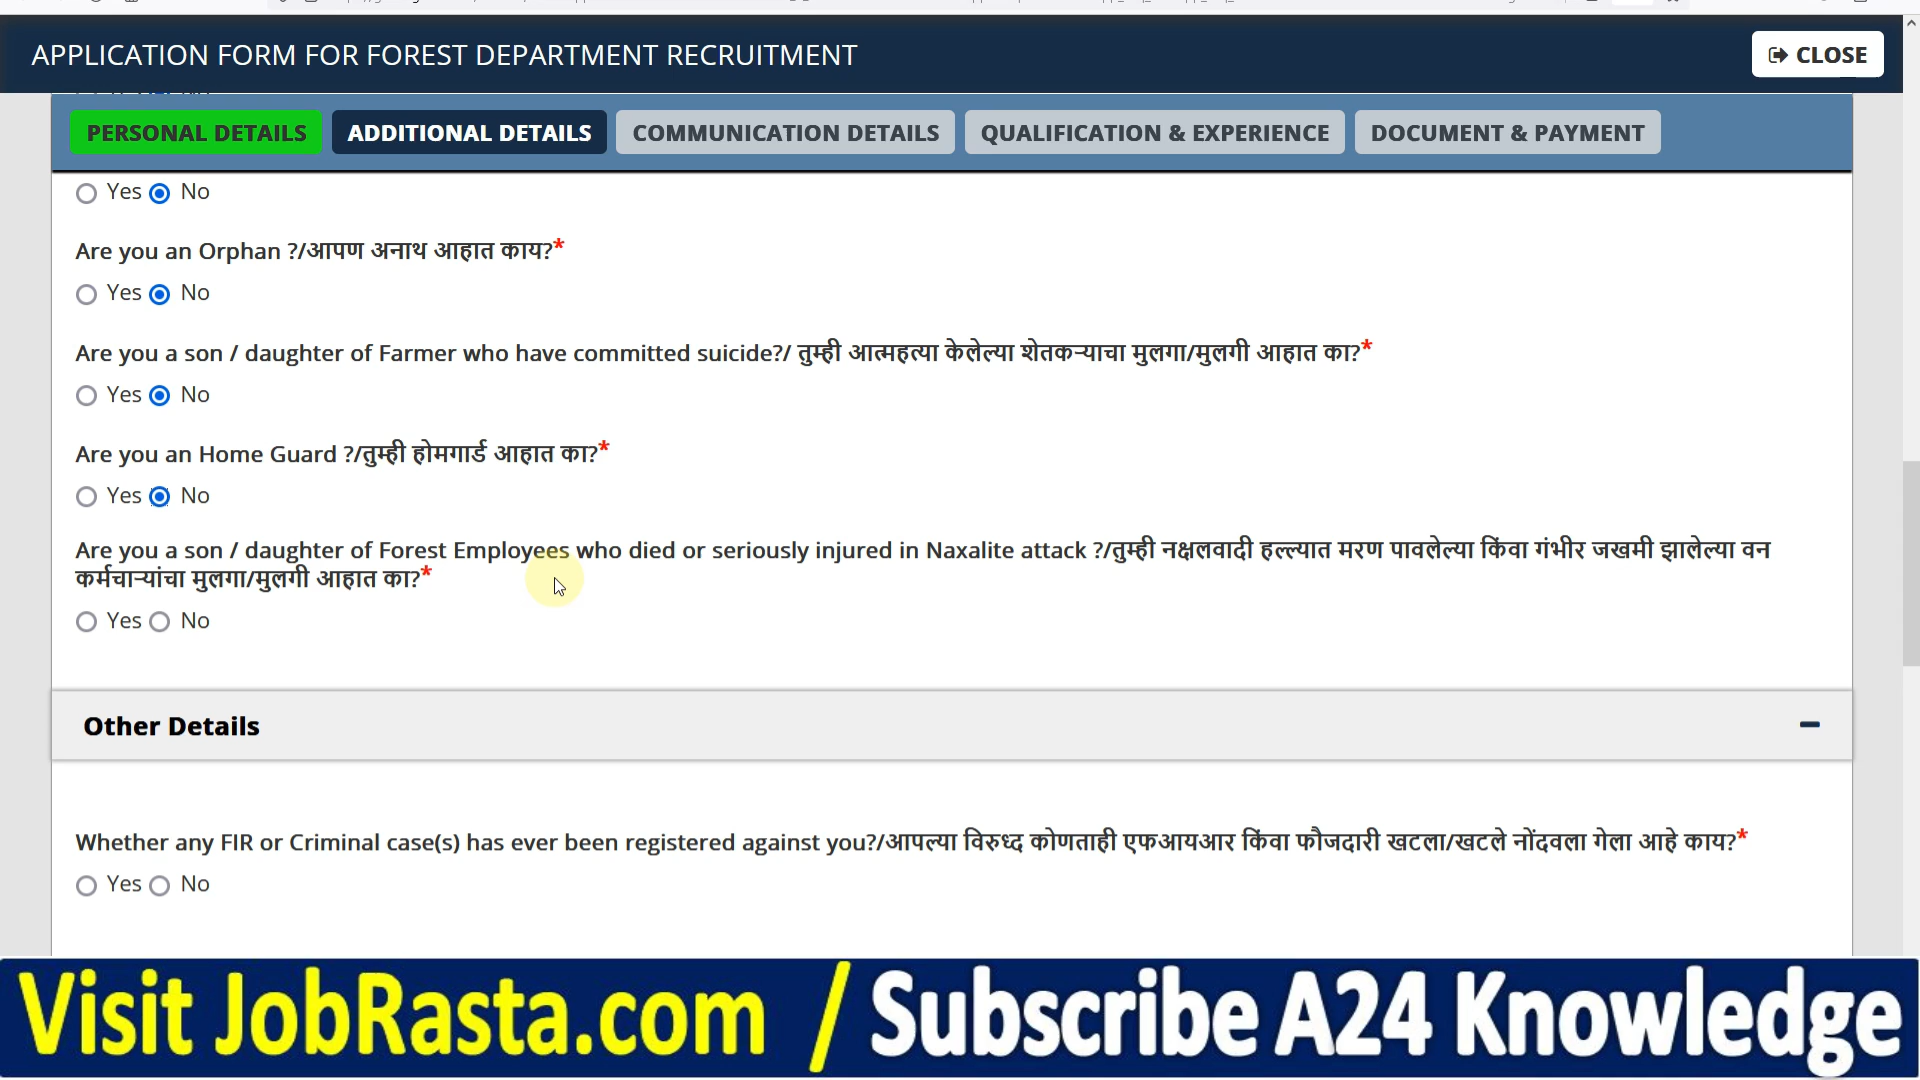 APPLICATION FORM FOR FOREST DEPARTMENT RECRUITMENT
CLOSE
PERSONAL DETAILS
ADDITIONAL DETAILS
COMMUNICATION DETAILS
QUALIFICATION & EXPERIENCE
DOCUMENT & PAYMENT
Yes No
Are you an Orphan ?/आपण अनाथ आहात काय?*
Yes No
Are you a son / daughter of Farmer who have committed suicide?/ तुम्ही आत्महत्या केलेल्या शेतकऱ्याचा मुलगा/मुलगी आहात का?*
Yes No
Are you an Home Guard ?/तुम्ही होमगार्ड आहात का?*
Yes No
Are you a son / daughter of Forest Employees who died or seriously injured in Naxalite attack ?/तुम्ही नक्षलवादी हल्ल्यात मरण पावलेल्या किंवा गंभीर जखमी झालेल्या वन
कर्मचाऱ्यांचा मुलगा/मुलगी आहात का?*
Yes No
Other Details
Whether any FIR or Criminal case(s) has ever been registered against you?/आपल्या विरुध्द कोणताही एफआयआर किंवा फौजदारी खटला/खटले नोंदवला गेला आहे काय?*
Yes No
Visit JobRasta.com / Subscribe A24 Knowledge